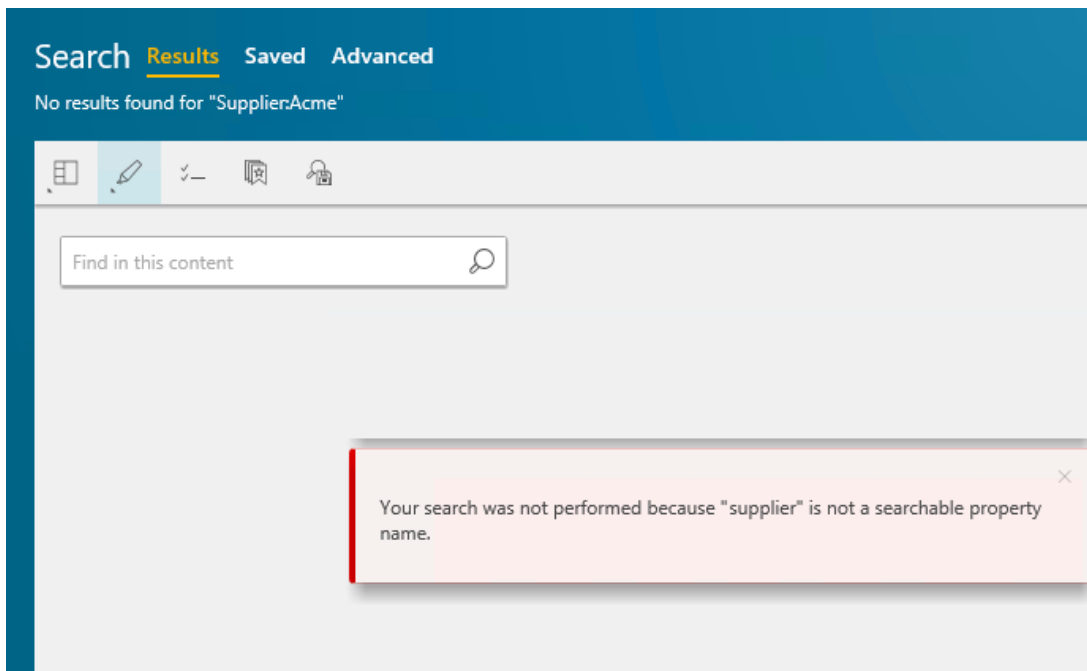 Search Results Saved Advanced
No results found for "Supplier:Acme"
Find in this content
Your search was not performed because "supplier" is not a searchable property
name.